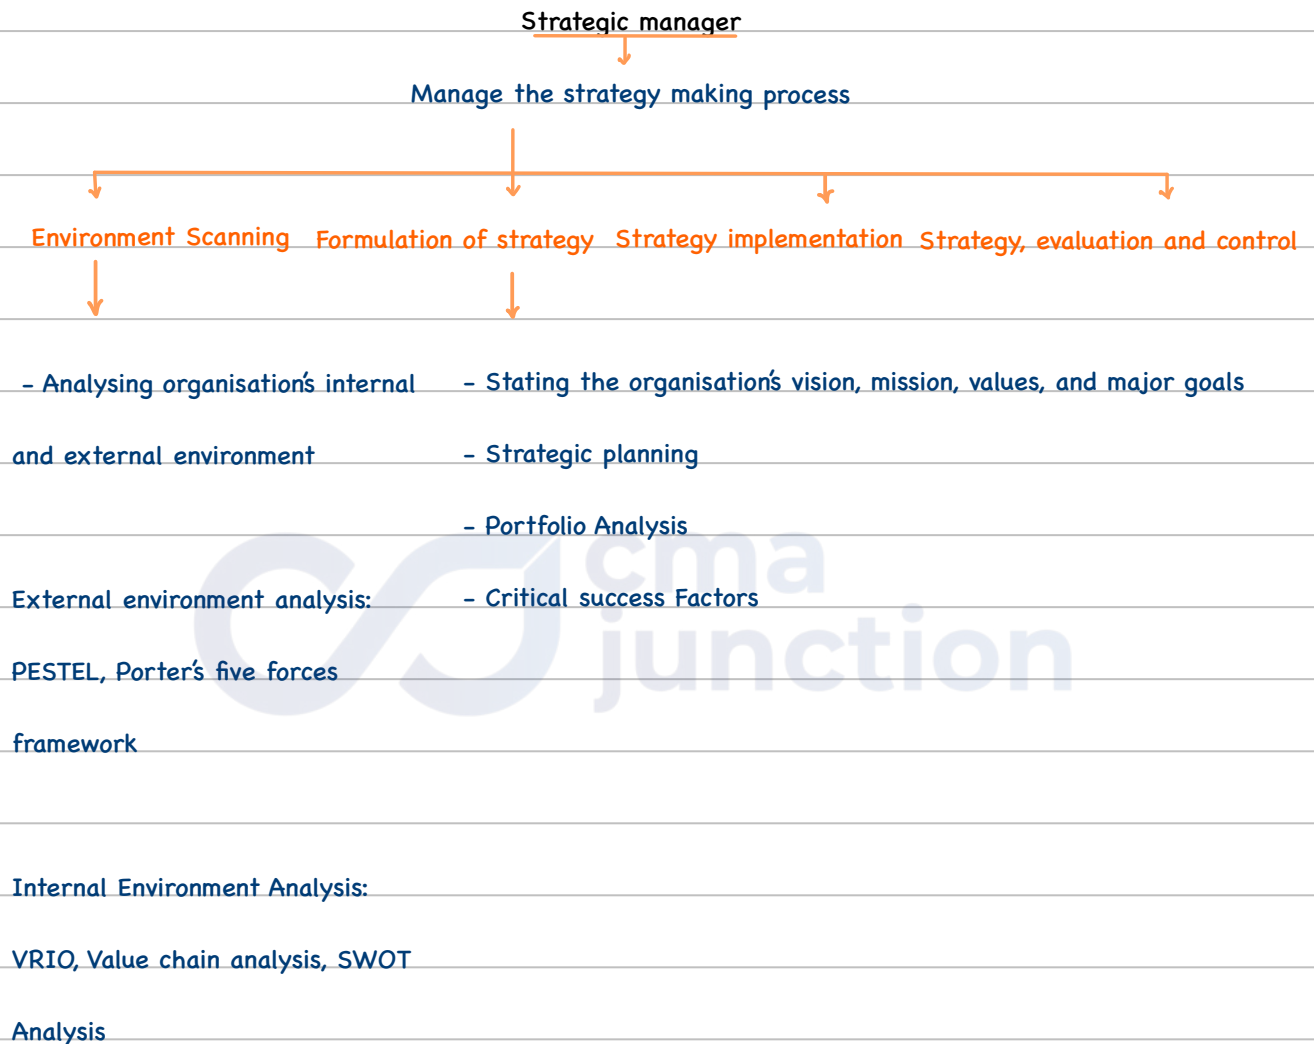 Strategic manager
Manage the strategy making process
Environment Scanning
Formulation of strategy
Strategy implementation
Strategy, evaluation and control
- Analysing organisation's internal
and external environment
External environment analysis:
PESTEL, Porter's five forces
framework
Internal Environment Analysis:
VRIO, Value chain analysis, SWOT
Analysis
- Stating the organisation's vision, mission, values, and major goals
- Strategic planning
- Portfolio Analysis
- Critical success Factors
cma
junction